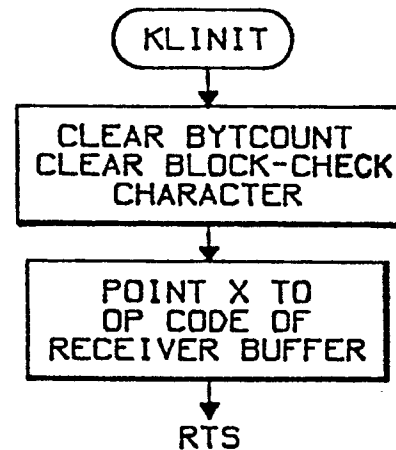 KLINIT
CLEAR BYTCOUNT
CLEAR BLOCK-CHECK
CHARACTER
POINT X TO
OP CODE OF
RECEIVER BUFFER
RTS